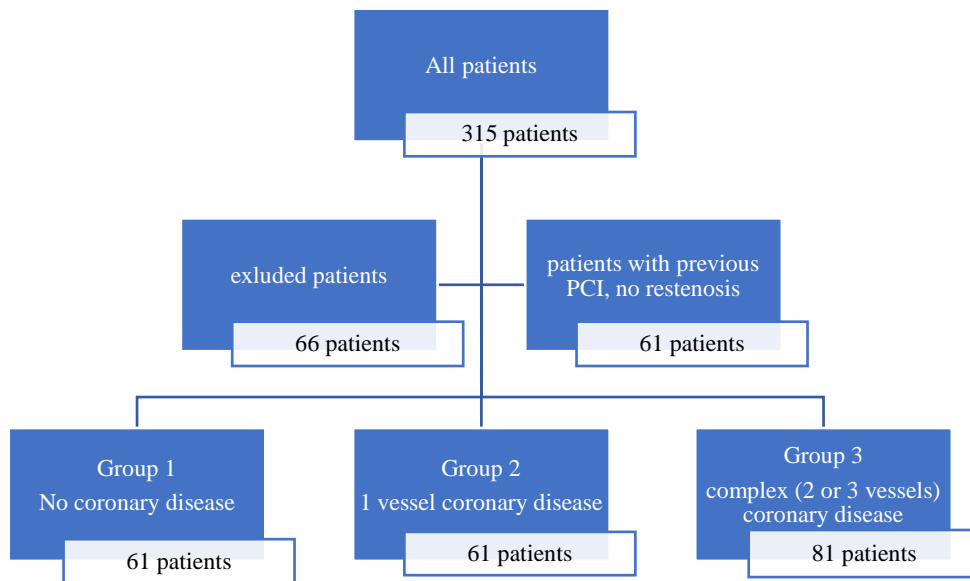 All patients
315 patients
exluded patients
66 patients
patients with previous
PCI, no restenosis
61 patients
Group 1
No coronary disease
61 patients
Group 2
1 vessel coronary disease
61 patients
Group 3
complex (2 or 3 vessels)
coronary disease
81 patients